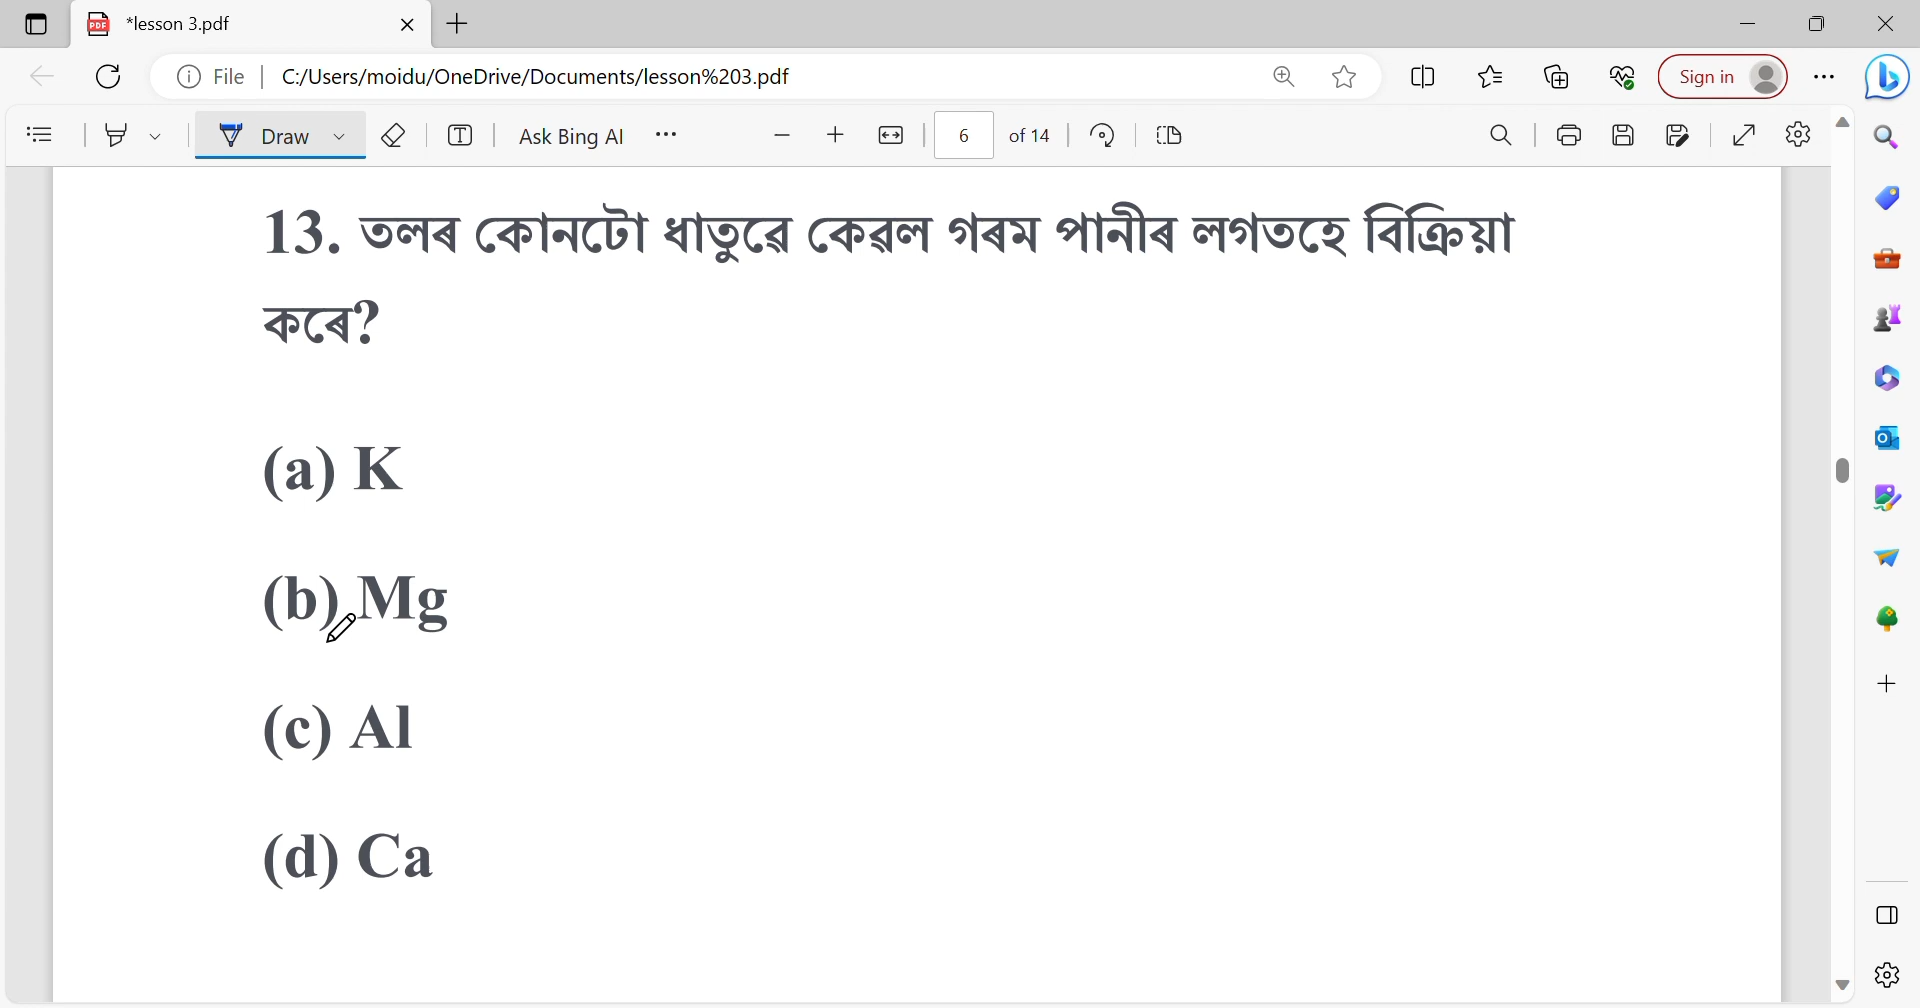 *lesson 3.pdf
File
C:/Users/moidu/OneDrive/Documents/lesson%203.pdf
Sign in
Draw
Ask Bing AI
6 of 14
13. তলৰ কোনটো ধাতুৱে কেৱল গৰম পানীৰ লগতহে বিক্ৰিয়া
কৰে?
(a) K
(b) Mg
(c) Al
(d) Ca